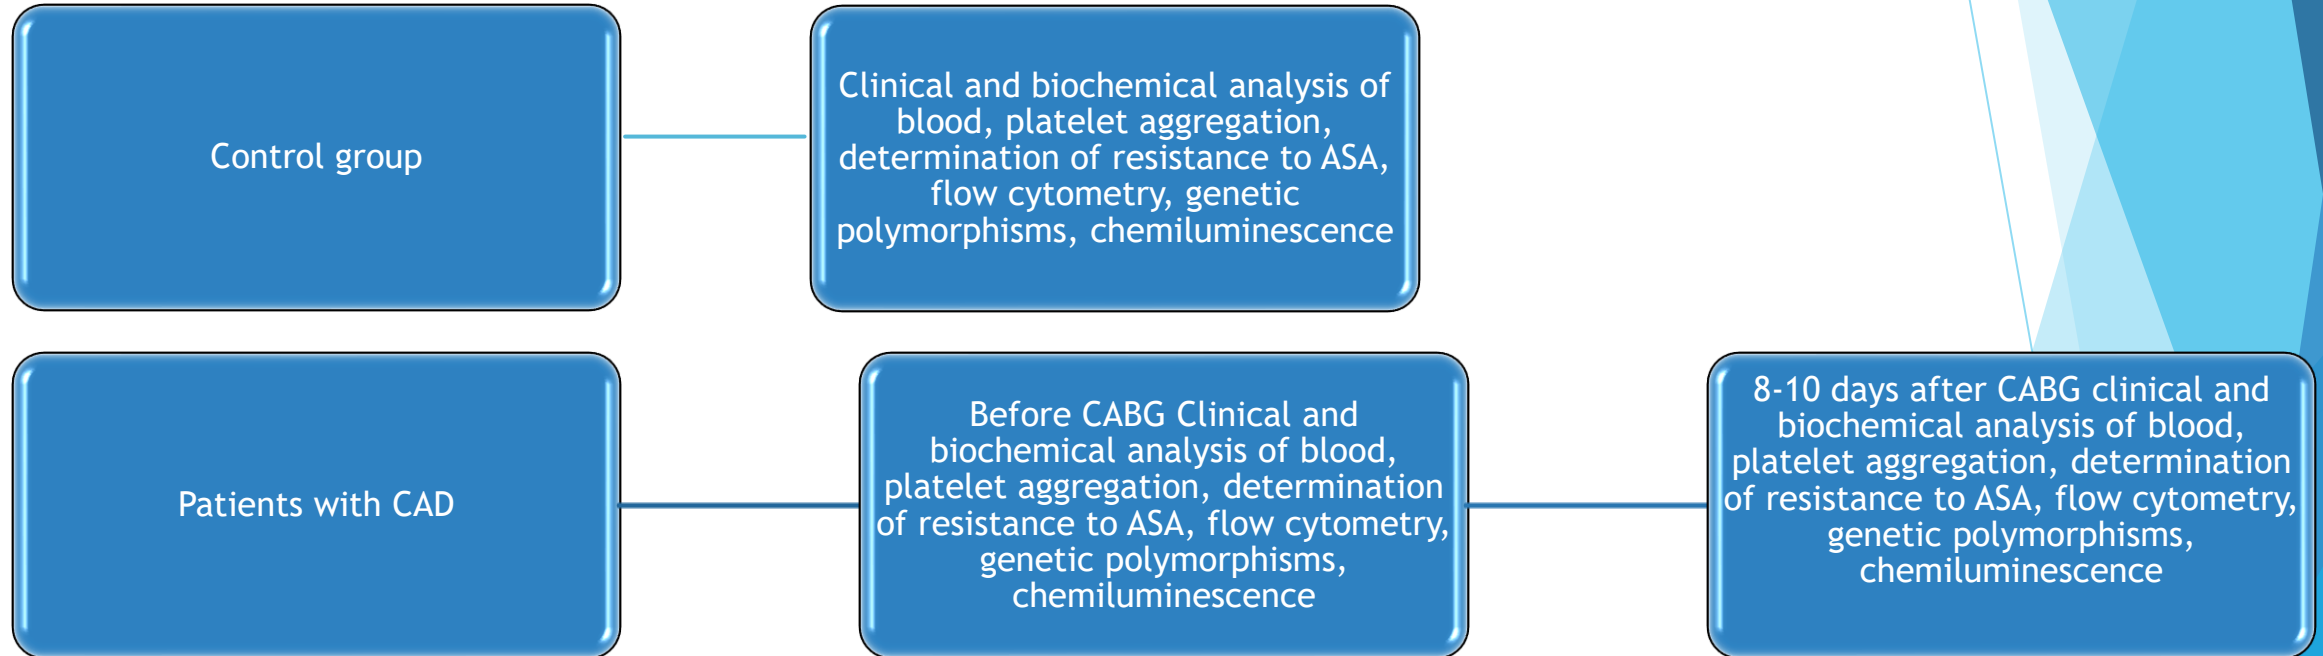 Control group
Clinical and biochemical analysis of
blood, platelet aggregation,
determination of resistance to ASA,
flow cytometry, genetic
polymorphisms, chemiluminescence
Patients with CAD
Before CABG Clinical and
biochemical analysis of blood,
platelet aggregation, determination
of resistance to ASA, flow cytometry,
genetic polymorphisms,
chemiluminescence
8-10 days after CABG clinical and
biochemical analysis of blood,
platelet aggregation, determination
of resistance to ASA, flow cytometry,
genetic polymorphisms,
chemiluminescence